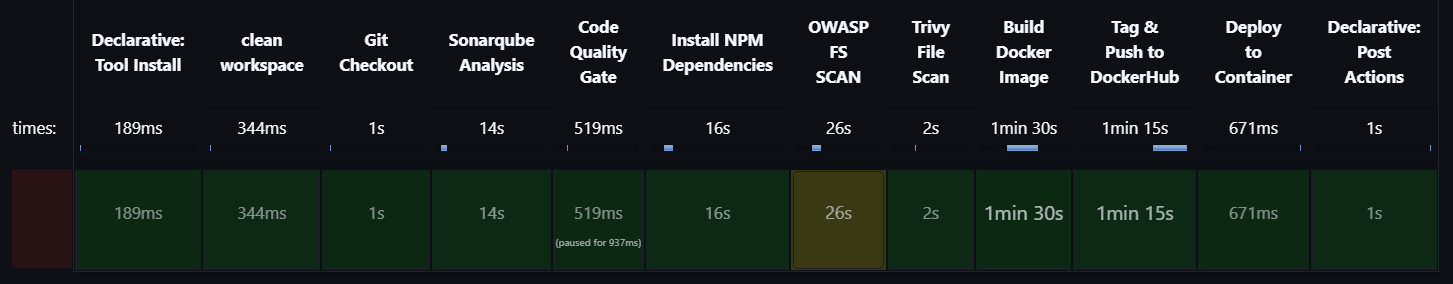 Declarative:
Tool Install
clean
workspace
Git
Checkout
Sonarqube
Analysis
Code
Quality
Gate
Install NPM
Dependencies
OWASP
FS
SCAN
Trivy
File
Scan
Build
Docker
Image
Tag &
Push to
DockerHub
Deploy
to
Container
Declarative:
Post
Actions
times: 189ms 344ms 1s 14s 519ms 16s 26s 2s 1min 30s 1min 15s 671ms 1s
189ms 344ms 1s 14s 519ms 16s 26s 2s 1min 30s 1min 15s 671ms 1s
(paused for 937ms)